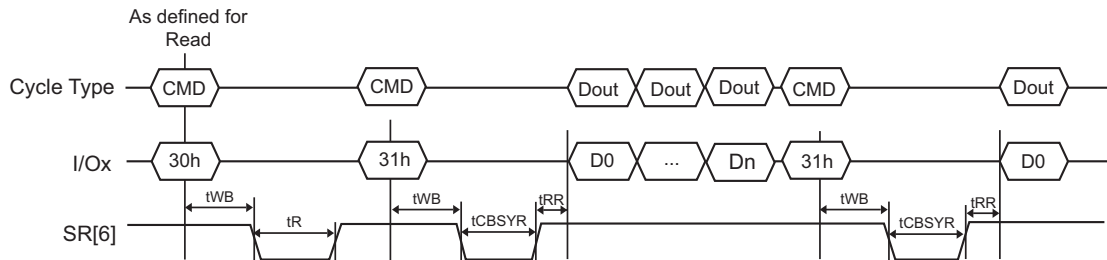 As defined for
Read
Cycle Type CMD CMD Dout Dout Dout CMD Dout
I/Ox 30h 31h D0 ... Dn 31h D0
tWB tR tWB tCBSYR tRR tWB tCBSYR tRR
SR[6]